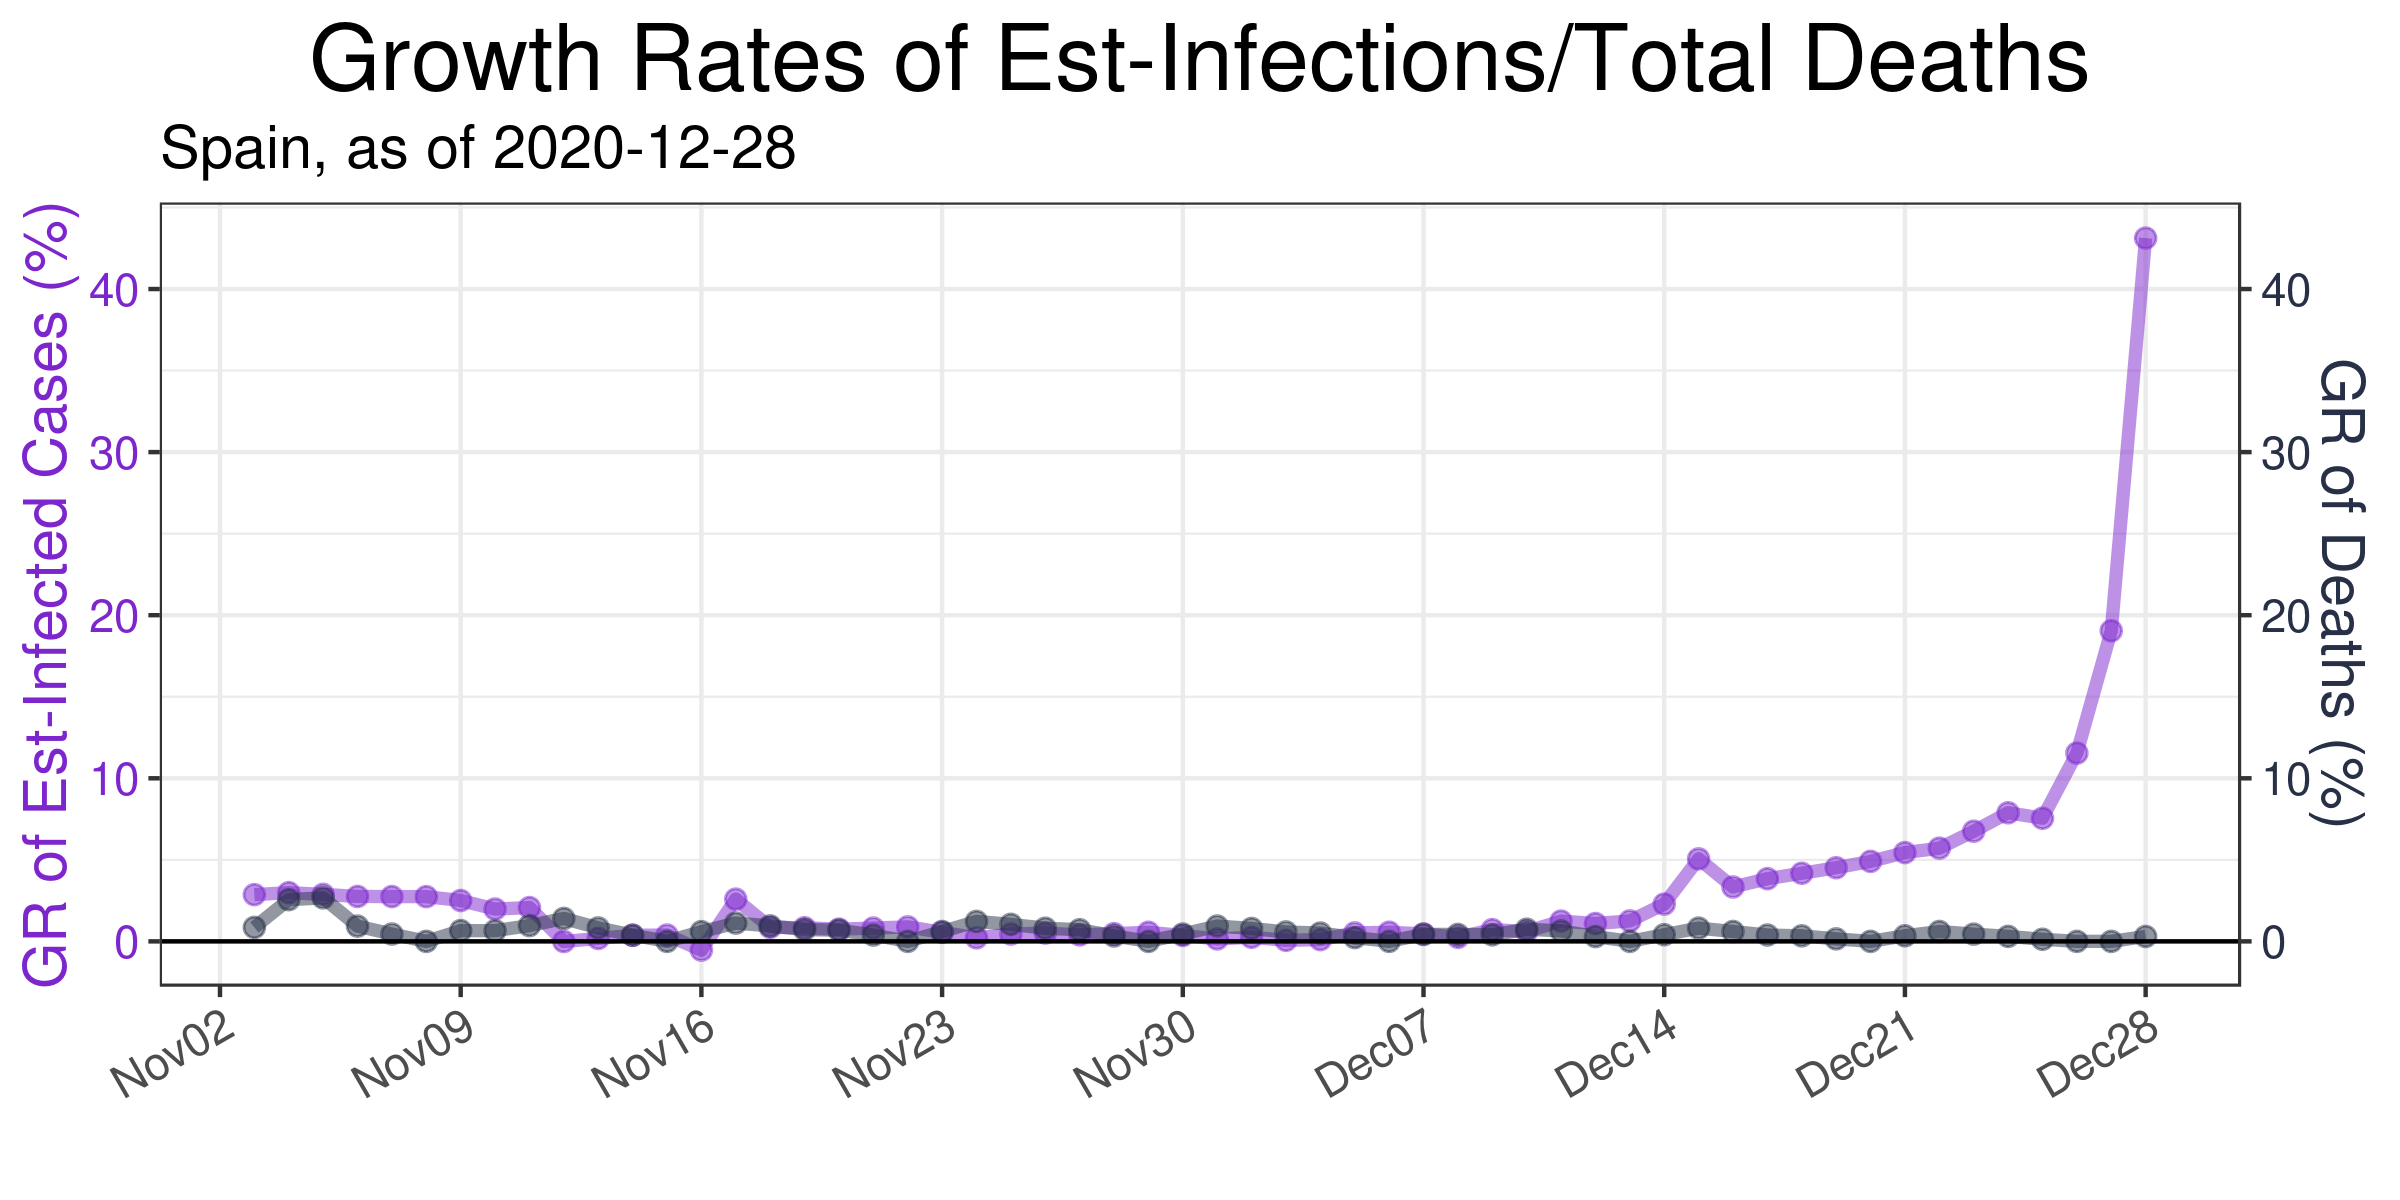 Growth Rates of Est-Infections/Total Deaths
Spain, as of 2020-12-28
GR of Est-Infected Cases (%)
40
30
20
10
0
40
30
20
10
0
GR of Deaths (%)
Nov02
Nov09
Nov16
Nov23
Nov30
Dec07
Dec14
Dec21
Dec28